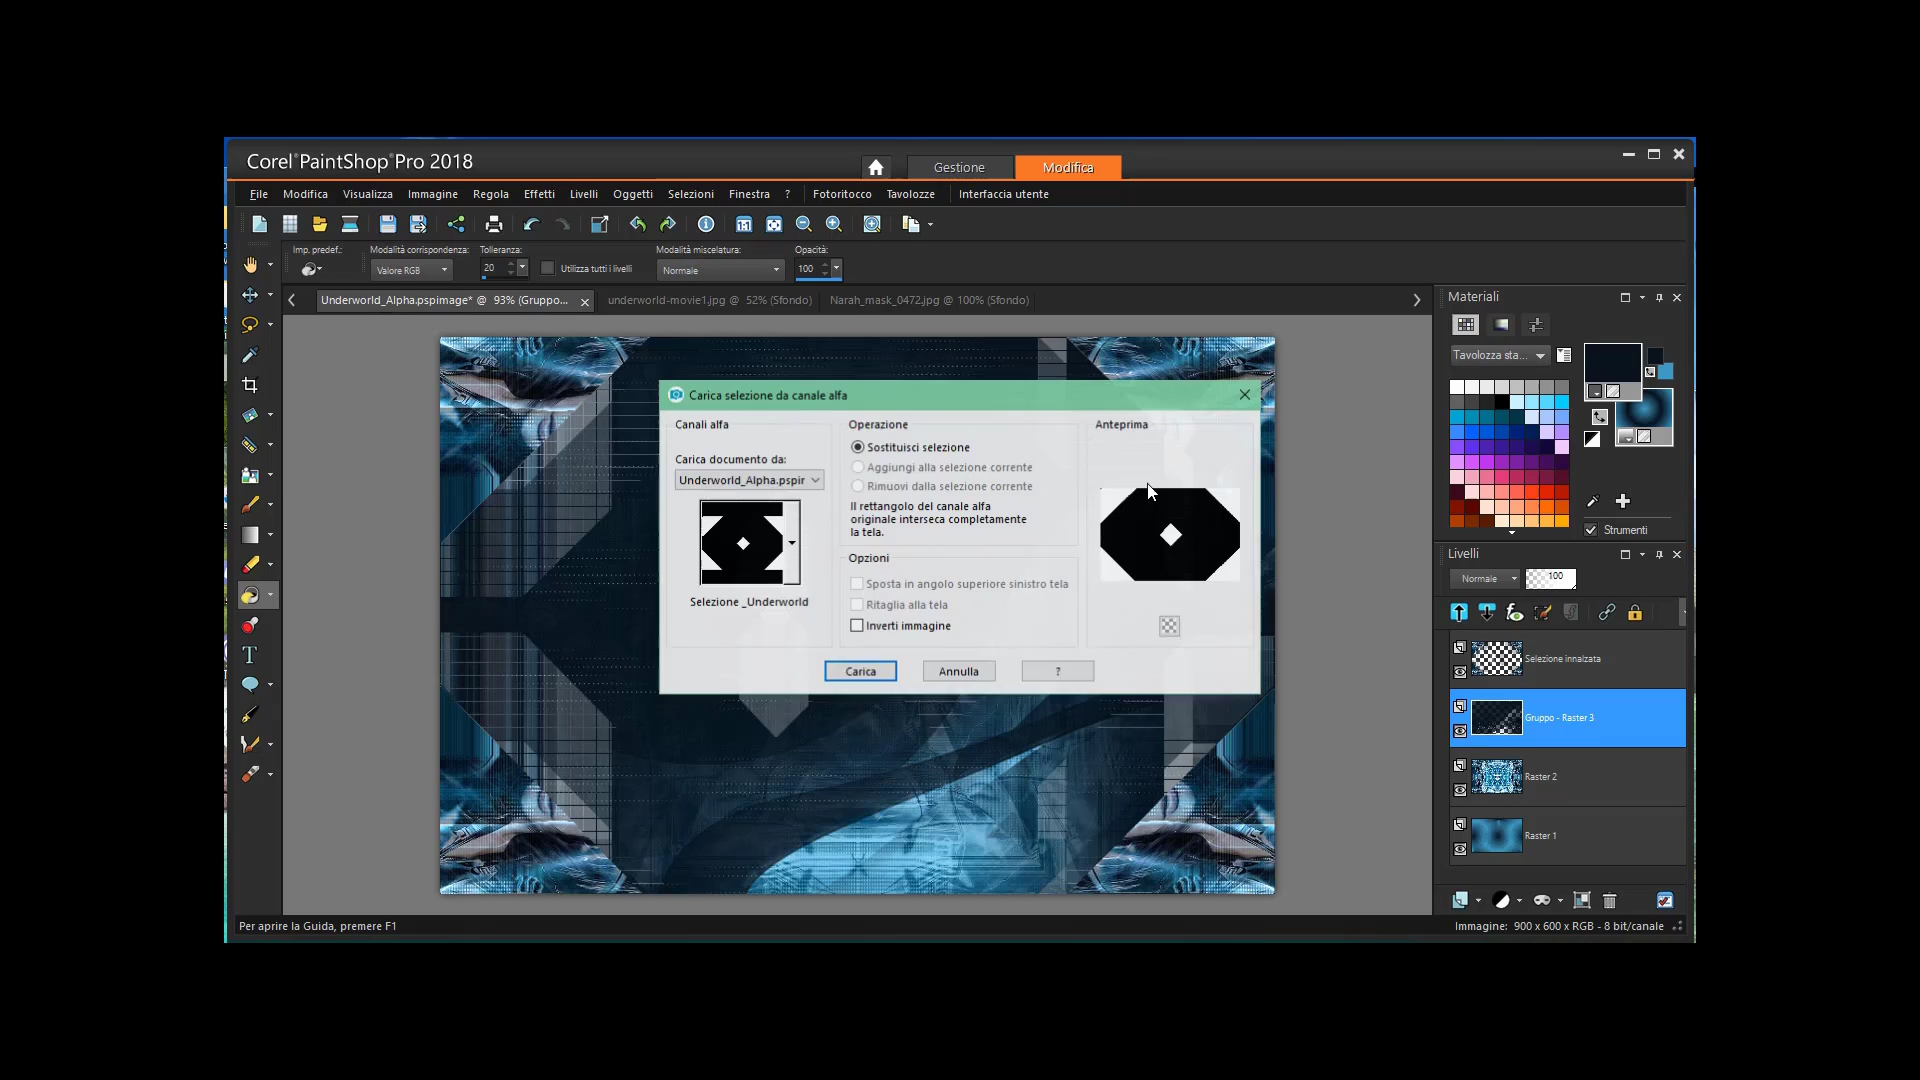 Corel PaintShop Pro 2018
Gestione
Modifica
File Modifica Visualizza Immagine Regola Effetti Livelli Oggetti Selezioni Finestra ? Fotoritocco Tavolozze Interfaccia utente
Imp. predef.: Modalità corrispondenza: Tolleranza: Modalità miscelatura: Opacità:
Valore RGB 20 Utilizza tutti i livelli Normale 100
Underworld_Alpha.pspimage* @ 93% (Gruppo... underworld-movie1.jpg @ 52% (Sfondo) Narah_mask_0472.jpg @ 100% (Sfondo)
Materiali
Tavolozza sta...
Strumenti
Carica selezione da canale alfa
Canali alfa
Carica documento da:
Underworld_Alpha.pspir
Selezione _Underworld
Operazione
Sostituisci selezione
Aggiungi alla selezione corrente
Rimuovi dalla selezione corrente
Il rettangolo del canale alfa
originale interseca completamente
la tela.
Opzioni
Sposta in angolo superiore sinistro tela
Ritaglia alla tela
Inverti immagine
Anteprima
Carica
Annulla
?
Livelli
Normale 100
Selezione innalzata
Gruppo - Raster 3
Raster 2
Raster 1
Per aprire la Guida, premere F1
Immagine: 900 x 600 x RGB - 8 bit/canale